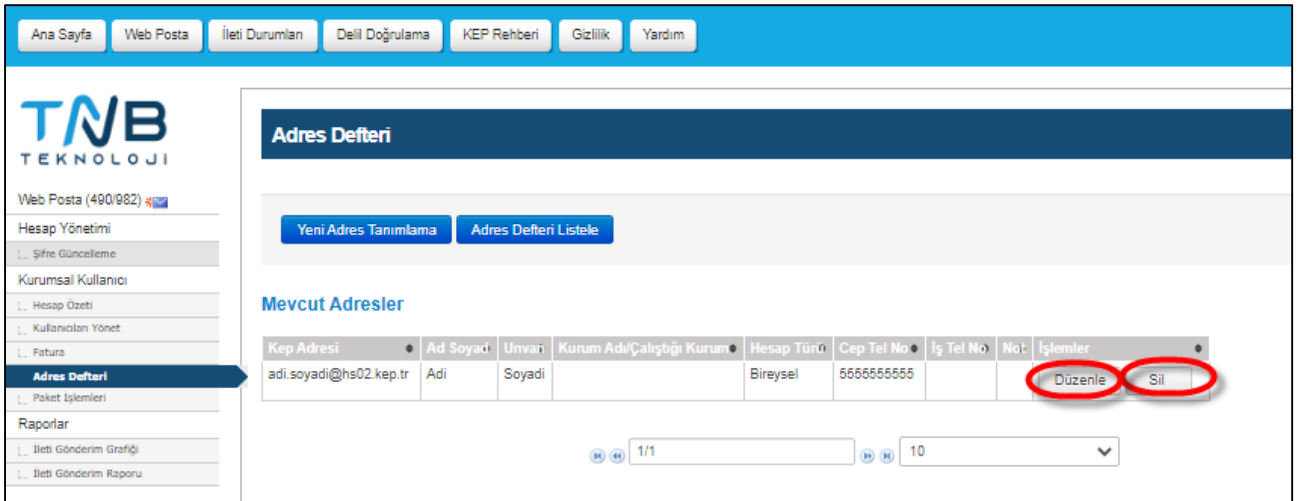 Ana Sayfa Web Posta İleti Durumları Delil Doğrulama KEP Rehberi Gizlilik Yardım
TNB
TEKNOLOJİ
Web Posta (490/982)
Hesap Yönetimi
Şifre Güncelleme
Kurumsal Kullanıcı
Hesap Özeti
Kullanıcıları Yönet
Fatura
Adres Defteri
Paket İşlemleri
Raporlar
İleti Gönderim Grafiği
İleti Gönderim Raporu
Adres Defteri
Yeni Adres Tanımlama Adres Defteri Listele
Mevcut Adresler
Kep Adresi Ad Soyad Unvan Kurum Adı/Çalıştığı Kurum Hesap Türü Cep Tel No İş Tel No Not İşlemler
adi.soyadi@hs02.kep.tr Adi Soyadi Bireysel 5555555555 Düzenle Sil
1/1 10